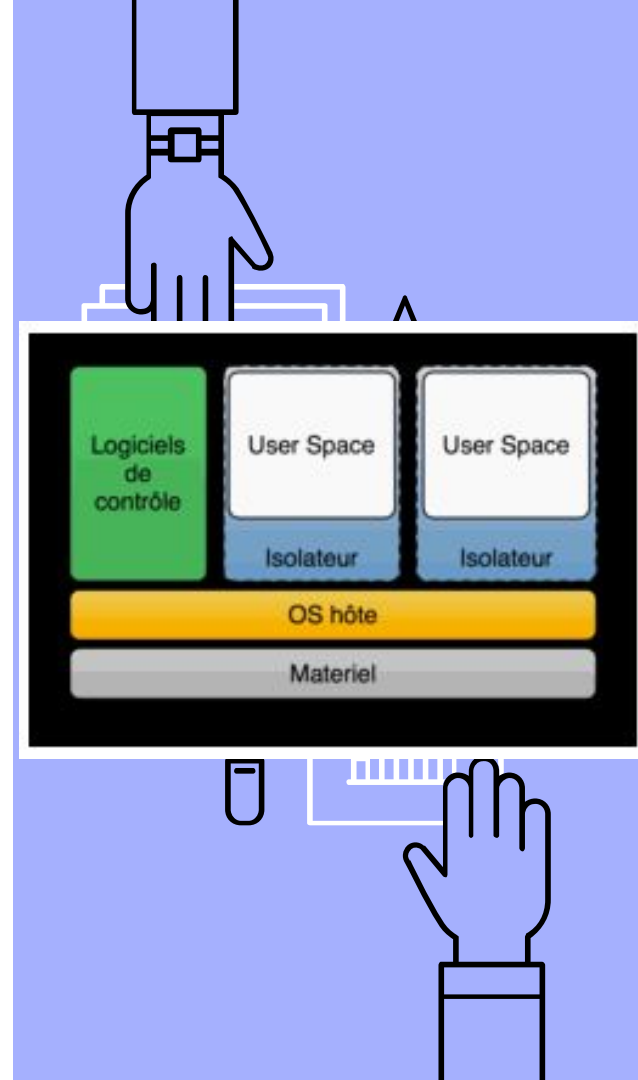 Logiciels
de
contrôle
User Space
Isolateur
User Space
Isolateur
OS hôte
Materiel